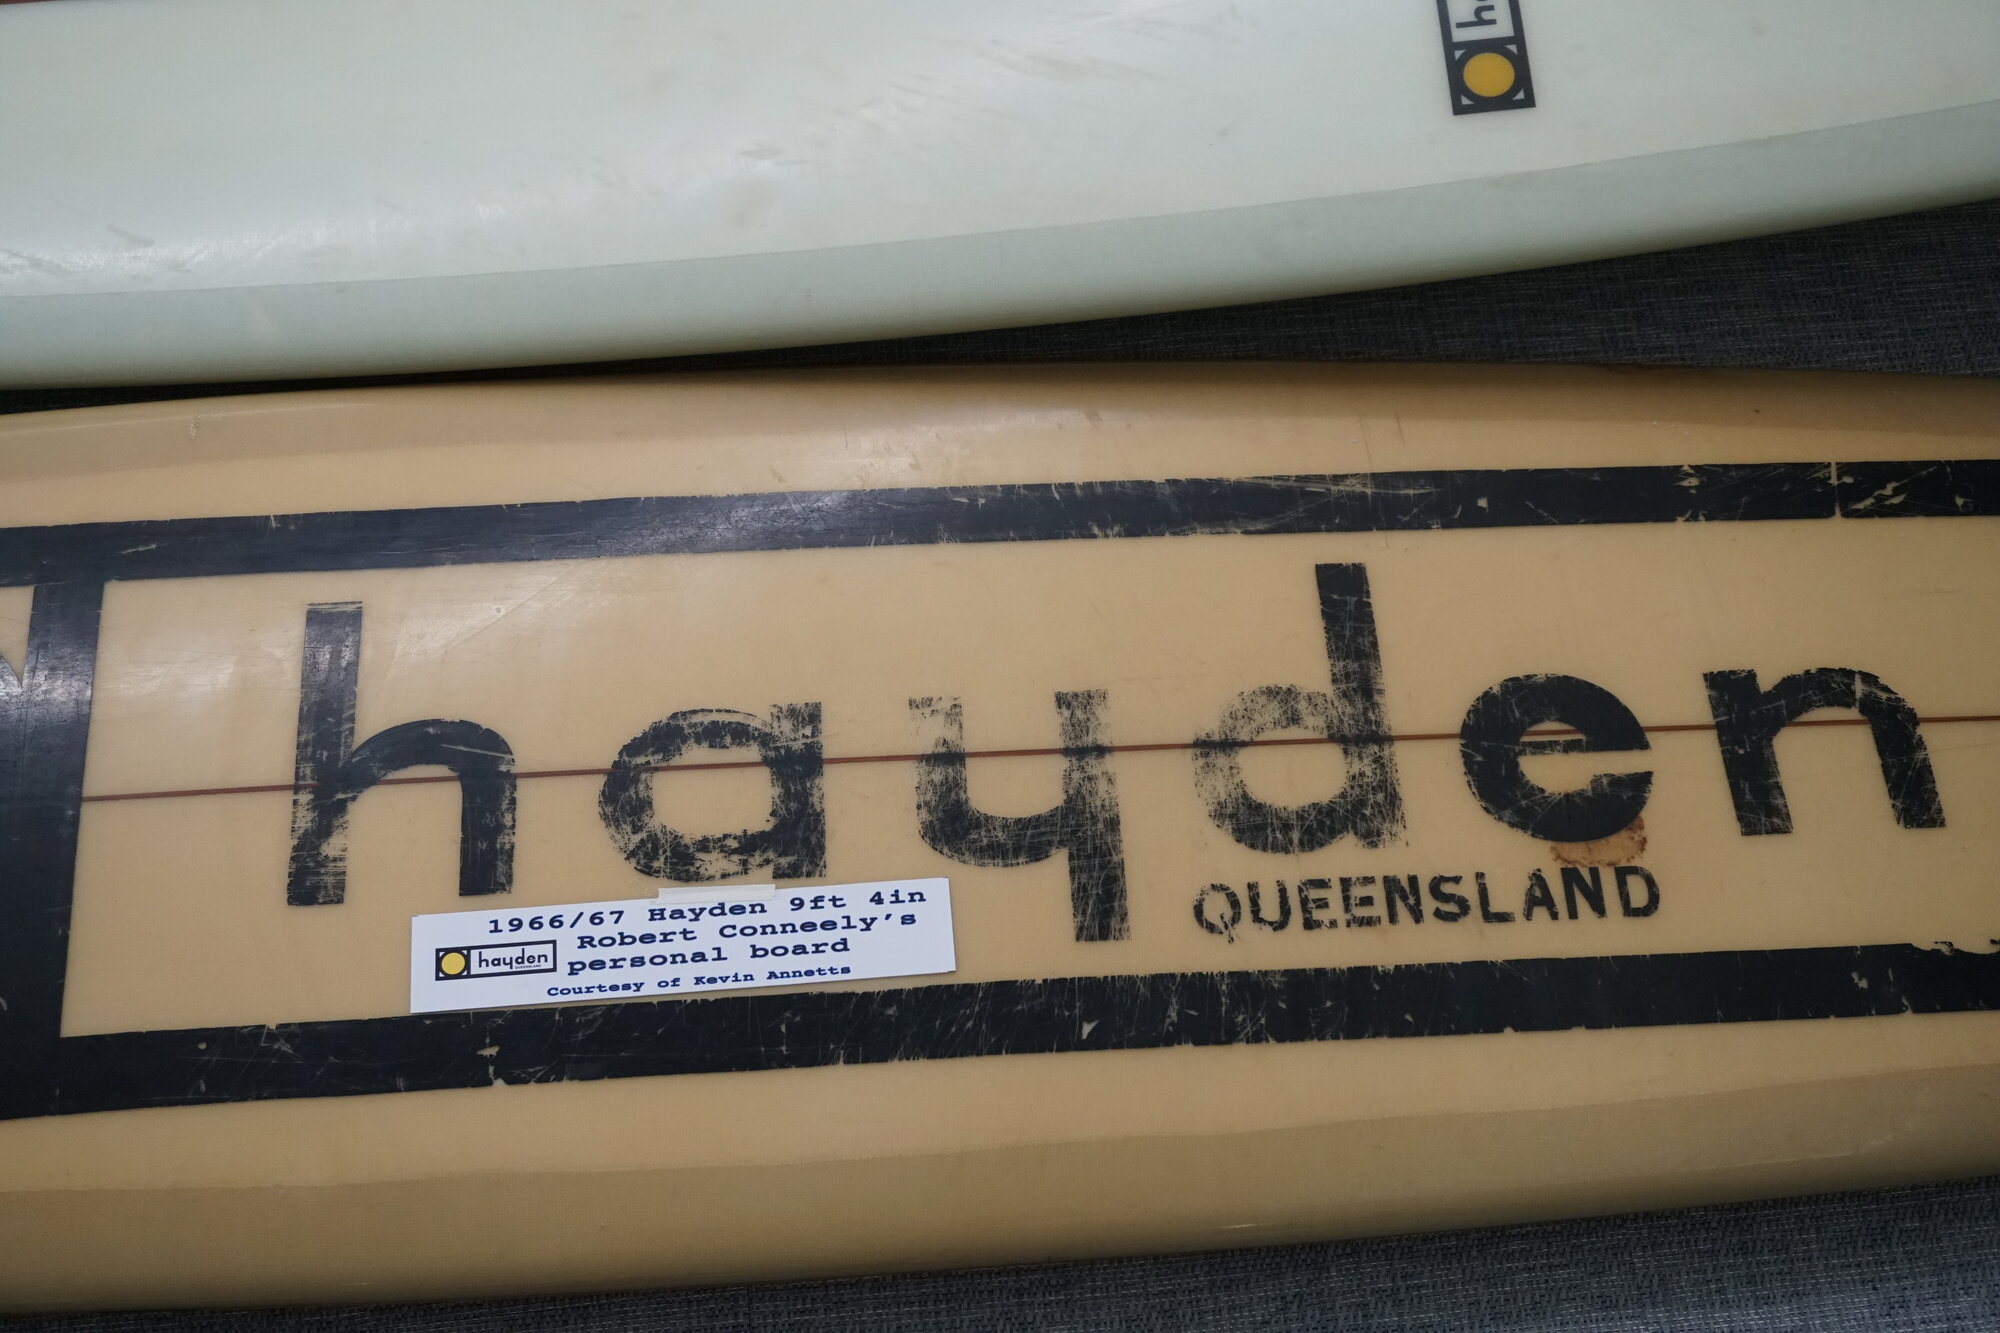 hayden
QUEENSLAND
1966/67 Hayden 9ft 4in
Robert Conneely's
hayden
personal board
Courtesy of Kevin Annetts